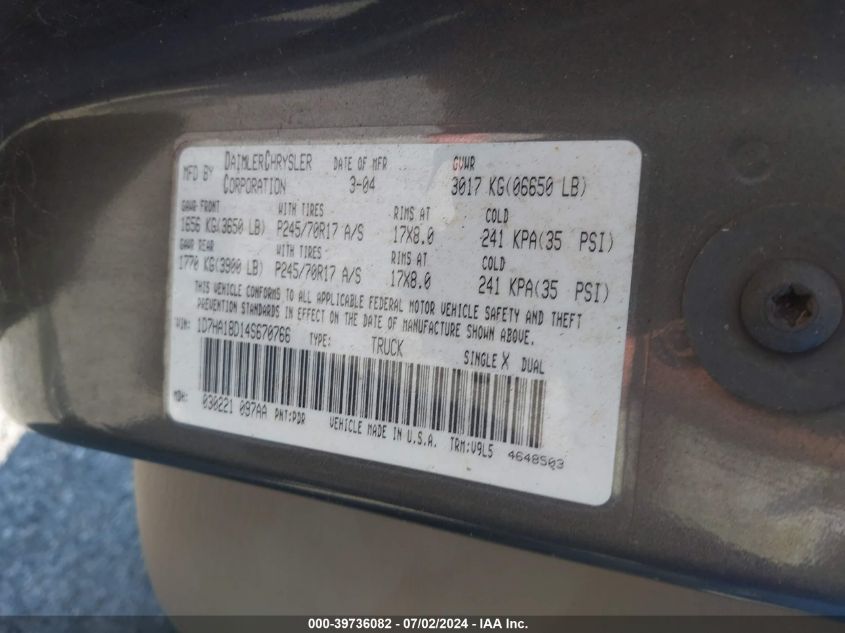 MFD BY DAIMLERCHRYSLER CORPORATION DATE OF MFR 3-04 GVWR 3017 KG(06650 LB)
GAWR FRONT WITH TIRES RIMS AT COLD
1656 KG(3650 LB) P245/70R17 A/S 17X8.0 241 KPA(35 PSI)
GAWR REAR WITH TIRES RIMS AT COLD
1770 KG(3900 LB) P245/70R17 A/S 17X8.0 241 KPA(35 PSI)
THIS VEHICLE CONFORMS TO ALL APPLICABLE FEDERAL MOTOR VEHICLE SAFETY AND THEFT
PREVENTION STANDARDS IN EFFECT ON THE DATE OF MANUFACTURE SHOWN ABOVE.
VIN: 1D7HA18D14S670766 TYPE: TRUCK SINGLE X DUAL
MDH: 030221 097AA PNT:PDR VEHICLE MADE IN U.S.A. TRM:V9L5 4648503
000-39736082 - 07/02/2024 - IAA Inc.